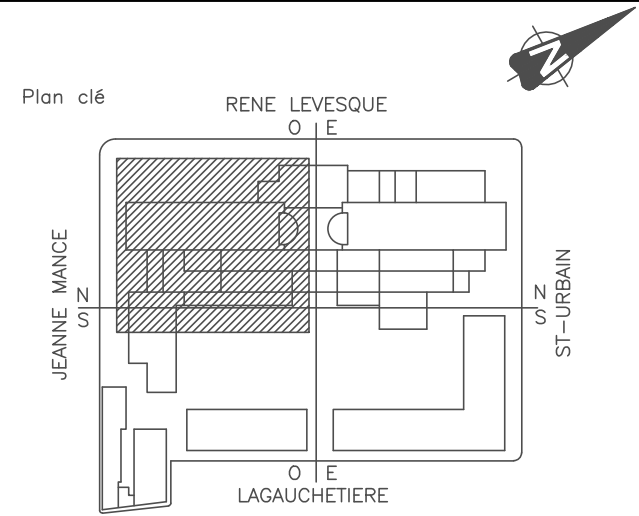 N
Plan clé
RENE LEVESQUE
O E
JEANNE MANCE
N
S
N
S
ST-URBAIN
O E
LAGAUCHETIERE